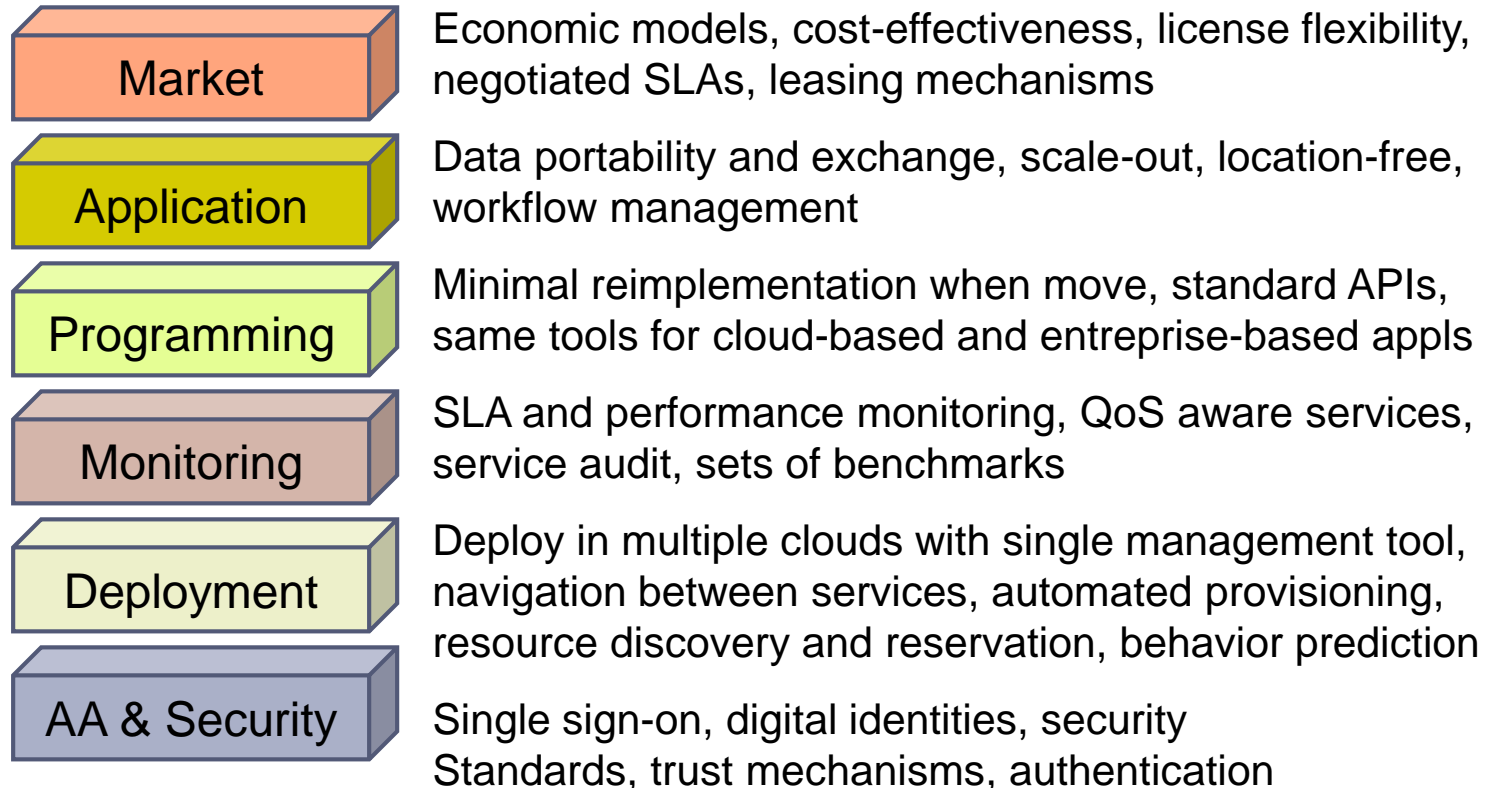 Market
Economic models, cost-effectiveness, license flexibility,
negotiated SLAs, leasing mechanisms
Application
Data portability and exchange, scale-out, location-free,
workflow management
Programming
Minimal reimplementation when move, standard APIs,
same tools for cloud-based and entreprise-based appls
Monitoring
SLA and performance monitoring, QoS aware services,
service audit, sets of benchmarks
Deployment
Deploy in multiple clouds with single management tool,
navigation between services, automated provisioning,
resource discovery and reservation, behavior prediction
AA & Security
Single sign-on, digital identities, security
Standards, trust mechanisms, authentication